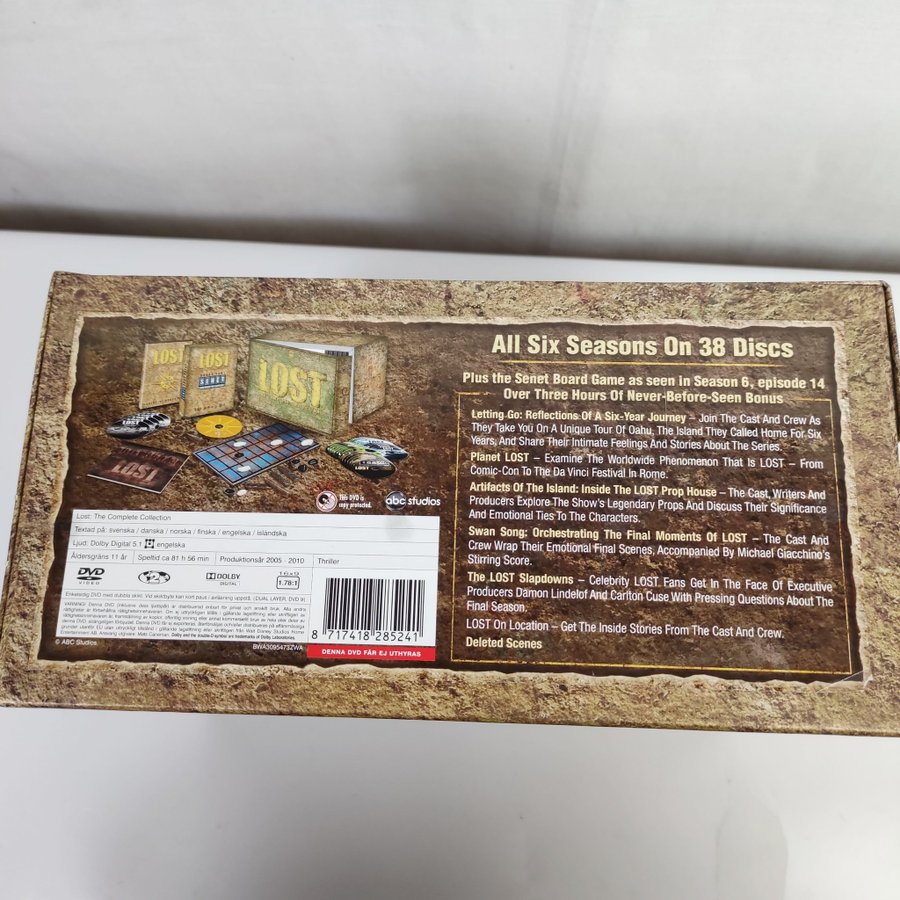 All Six Seasons On 38 Discs
Plus the Senet Board Game as seen in Season 6, episode 14
Over Three Hours Of Never-Before-Seen Bonus
Letting Go: Reflections Of A Six-Year Journey – Join The Cast And Crew As
They Take You On A Unique Tour Of Oahu, The Island They Called Home For Six
Years, And Share Their Intimate Feelings And Stories About The Series.
Planet LOST – Examine The Worldwide Phenomenon That Is LOST – From
Comic-Con To The Da Vinci Festival In Rome.
Artifacts Of The Island: Inside The LOST Prop House – The Cast, Writers And
Producers Explore The Show's Legendary Props And Discuss Their Significance
And Emotional Ties To The Characters.
Swan Song: Orchestrating The Final Moments Of LOST – The Cast And
Crew Wrap Their Emotional Final Scenes, Accompanied By Michael Giacchino's
Stirring Score.
The LOST Slapdowns – Celebrity LOST Fans Get In The Face Of Executive
Producers Damon Lindelof And Carlton Cuse With Pressing Questions About The
Final Season.
LOST On Location – Get The Inside Stories From The Cast And Crew.
Deleted Scenes
LOST
LOST
SENET
LOST
LOST
This DVD is
copy protected.
abc studios
Lost: The Complete Collection
Textad på: svenska / danska / norska / finska / engelska / isländska
Ljud: Dolby Digital 5.1 engelska
Åldersgräns 11 år Speltid ca 81 h 56 min Produktionsår 2005 - 2010 Thriller
DVD
VIDEO
2
DOLBY
DIGITAL
16x9
1.78:1
8 717418 285241
DENNA DVD FÅR EJ UTHYRAS
BWA3095473ZWA
© ABC Studios